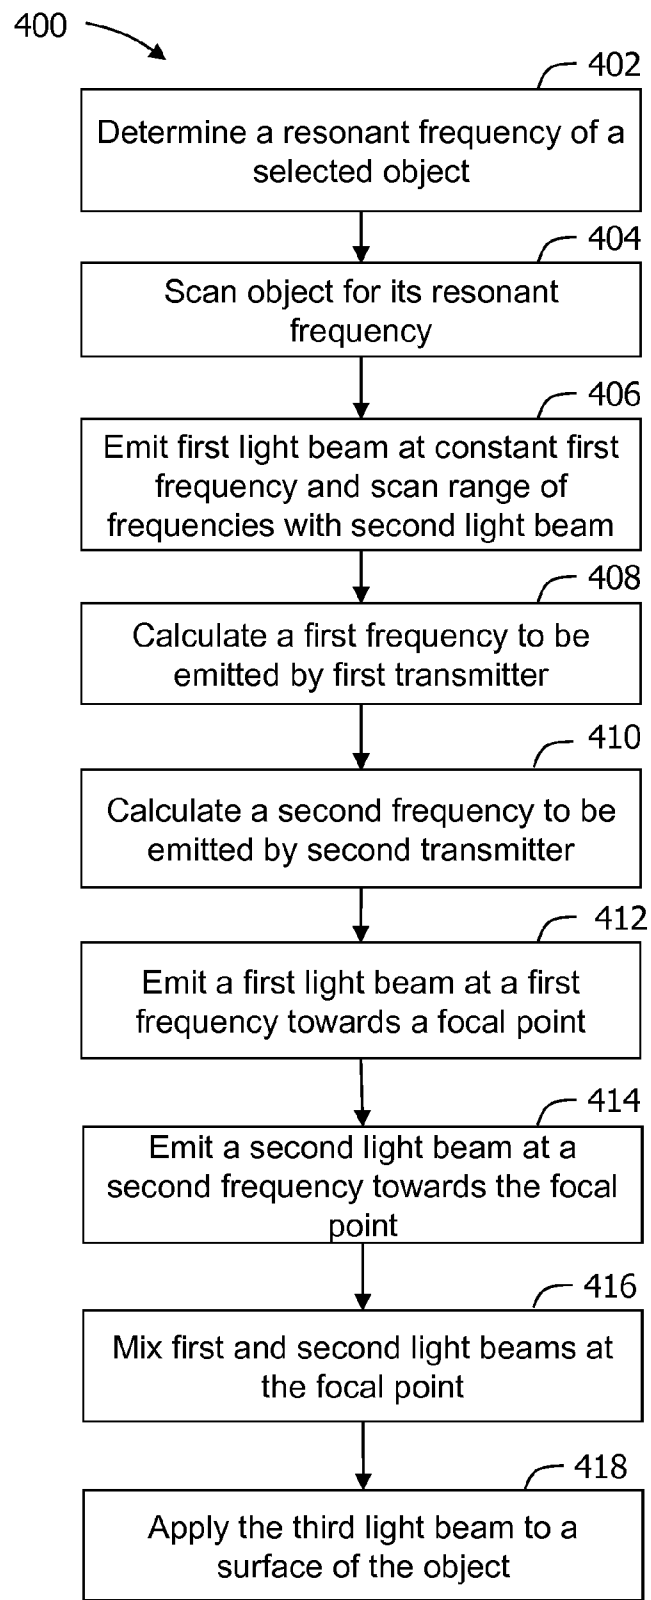 400
402
Determine a resonant frequency of a
selected object
404
Scan object for its resonant
frequency
406
Emit first light beam at constant first
frequency and scan range of
frequencies with second light beam
408
Calculate a first frequency to be
emitted by first transmitter
410
Calculate a second frequency to be
emitted by second transmitter
412
Emit a first light beam at a first
frequency towards a focal point
414
Emit a second light beam at a
second frequency towards the focal
point
416
Mix first and second light beams at
the focal point
418
Apply the third light beam to a
surface of the object